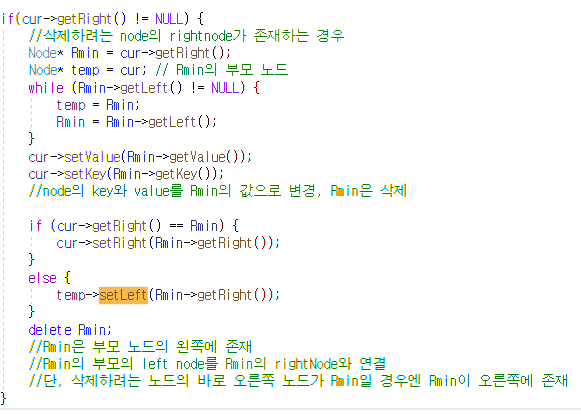 if(cur->getRight() != NULL) {
//삭제하려는 node의 rightnode가 존재하는 경우
Node* Rmin = cur->getRight();
Node* temp = cur; // Rmin의 부모 노드
while (Rmin->getLeft() != NULL) {
temp = Rmin;
Rmin = Rmin->getLeft();
}
cur->setValue(Rmin->getValue());
cur->setKey(Rmin->getKey());
//node의 key와 value를 Rmin의 값으로 변경, Rmin은 삭제
if (cur->getRight() == Rmin) {
cur->setRight(Rmin->getRight());
}
else {
temp->setLeft(Rmin->getRight());
}
delete Rmin;
//Rmin은 부모 노드의 왼쪽에 존재
//Rmin의 부모의 left node를 Rmin의 rightNode와 연결
//단, 삭제하려는 노드의 바로 오른쪽 노드가 Rmin일 경우엔 Rmin이 오른쪽에 존재
}